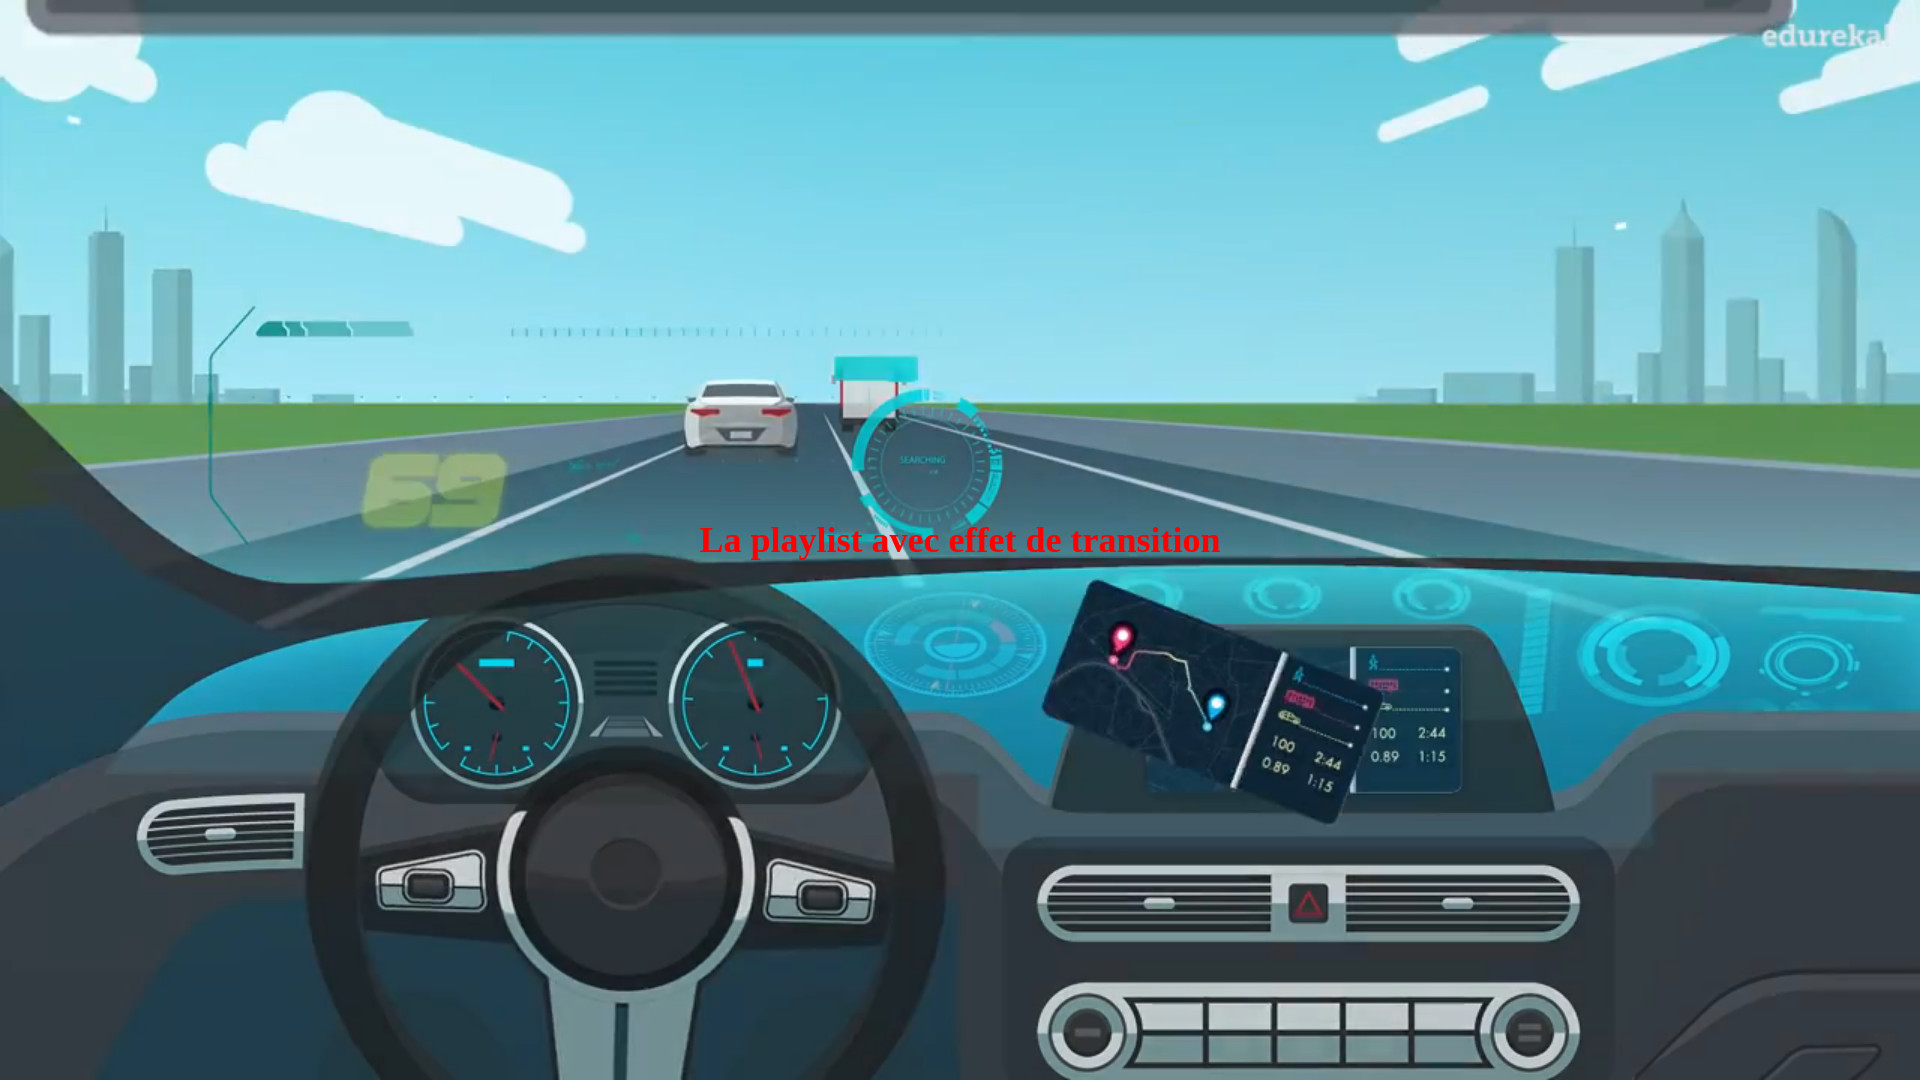 edureka!
SEARCHING
69
La playlist avec effet de transition
100 2:44
0.89 1:15
100 2:44
0.89 1:15